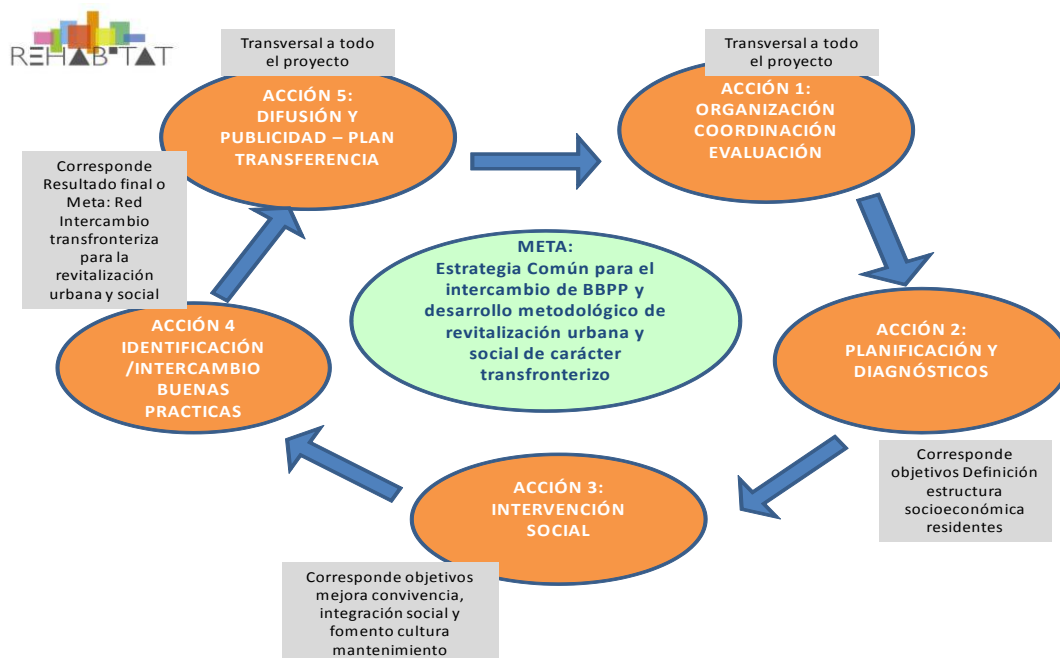 REHABITAT
Transversal a todo
el proyecto
ACCIÓN 5:
DIFUSIÓN Y
PUBLICIDAD – PLAN
TRANSFERENCIA
Transversal a todo
el proyecto
ACCIÓN 1:
ORGANIZACIÓN
COORDINACIÓN
EVALUACIÓN
Corresponde
Resultado final o
Meta: Red
Intercambio
transfronteriza
para la
revitalización
urbana y social
META:
Estrategia Común para el
intercambio de BBPP y
desarrollo metodológico de
revitalización urbana y
social de carácter
transfronterizo
ACCIÓN 2:
PLANIFICACIÓN Y
DIAGNÓSTICOS
Corresponde
objetivos Definición
estructura
socioeconómica
residentes
ACCIÓN 3:
INTERVENCIÓN
SOCIAL
Corresponde objetivos
mejora convivencia,
integración social y
fomento cultura
mantenimiento
ACCIÓN 4
IDENTIFICACIÓN
/INTERCAMBIO
BUENAS
PRACTICAS